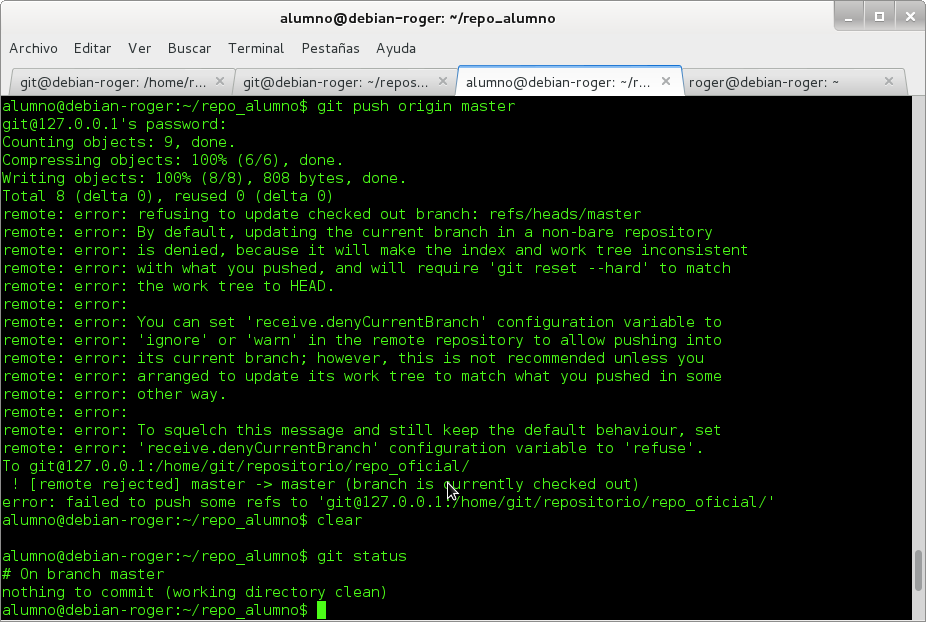 alumno@debian-roger: ~/repo_alumno
Archivo Editar Ver Buscar Terminal Pestañas Ayuda
git@debian-roger: /home/r... git@debian-roger: ~/repos... alumno@debian-roger: ~/r... roger@debian-roger: ~
alumno@debian-roger:~/repo_alumno$ git push origin master
git@127.0.0.1's password:
Counting objects: 9, done.
Compressing objects: 100% (6/6), done.
Writing objects: 100% (8/8), 808 bytes, done.
Total 8 (delta 0), reused 0 (delta 0)
remote: error: refusing to update checked out branch: refs/heads/master
remote: error: By default, updating the current branch in a non-bare repository
remote: error: is denied, because it will make the index and work tree inconsistent
remote: error: with what you pushed, and will require 'git reset --hard' to match
remote: error: the work tree to HEAD.
remote: error:
remote: error: You can set 'receive.denyCurrentBranch' configuration variable to
remote: error: 'ignore' or 'warn' in the remote repository to allow pushing into
remote: error: its current branch; however, this is not recommended unless you
remote: error: arranged to update its work tree to match what you pushed in some
remote: error: other way.
remote: error:
remote: error: To squelch this message and still keep the default behaviour, set
remote: error: 'receive.denyCurrentBranch' configuration variable to 'refuse'.
To git@127.0.0.1:/home/git/repositorio/repo_oficial/
 ! [remote rejected] master -> master (branch is currently checked out)
error: failed to push some refs to 'git@127.0.0.1:/home/git/repositorio/repo_oficial/'
alumno@debian-roger:~/repo_alumno$ clear
alumno@debian-roger:~/repo_alumno$ git status
# On branch master
nothing to commit (working directory clean)
alumno@debian-roger:~/repo_alumno$